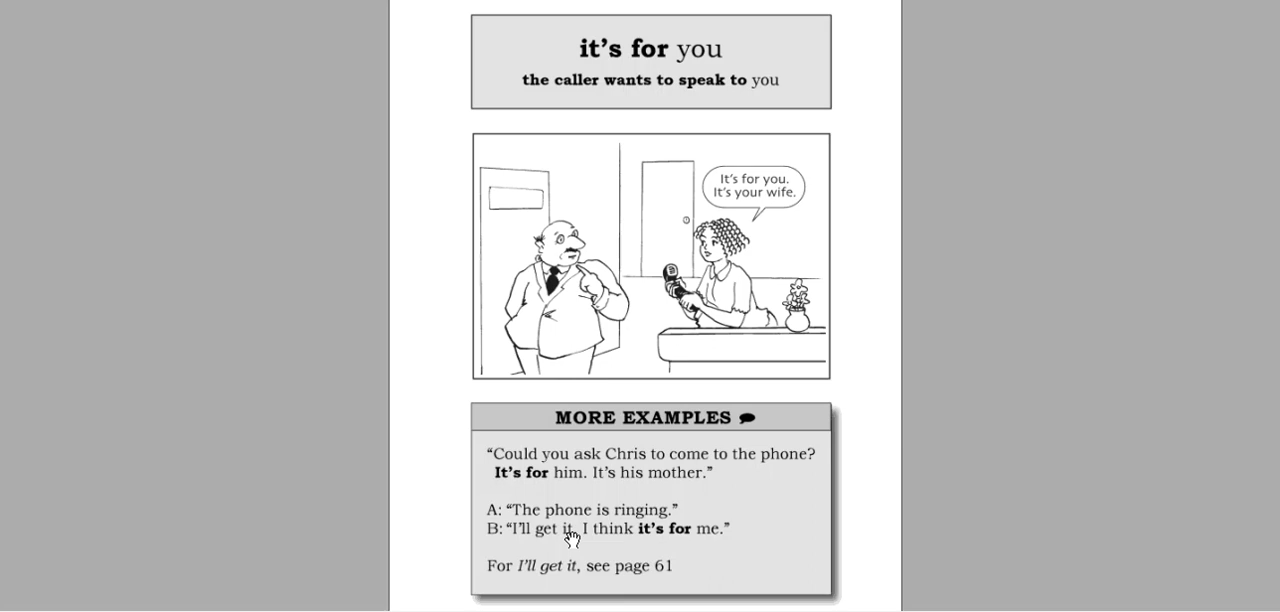 it's for you
the caller wants to speak to you
It's for you.
It's your wife.
MORE EXAMPLES
“Could you ask Chris to come to the phone?
It's for him. It's his mother.”
A: “The phone is ringing.”
B: “I'll get it. I think it's for me.”
For I'll get it, see page 61